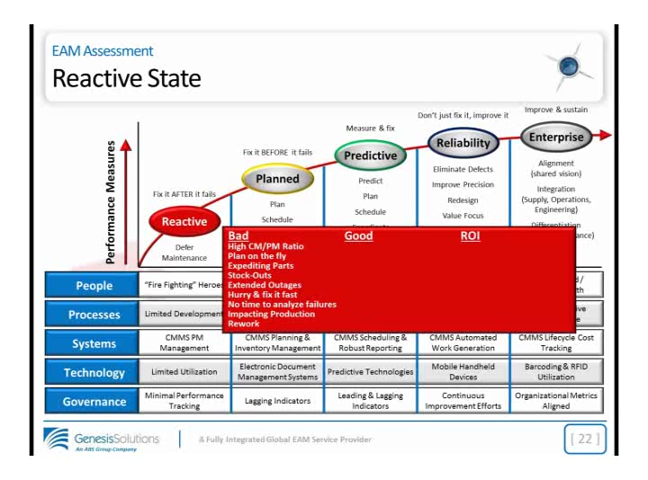 EAM Assessment
Reactive State
Performance Measures
Fix it AFTER it fails
Reactive
Defer
Maintenance
Fix it BEFORE it fails
Planned
Plan
Schedule
Measure & fix
Predictive
Predict
Plan
Schedule
Don't just fix it, improve it
Reliability
Eliminate Defects
Improve Precision
Redesign
Value Focus
Improve & sustain
Enterprise
Alignment
(shared vision)
Integration
(Supply, Operations,
Engineering)
Bad Good ROI
High CM/PM Ratio
Plan on the fly
Expediting Parts
Stock-Outs
Extended Outages
Hurry & fix it fast
No time to analyze failures
Impacting Production
Rework
People "Fire Fighting"
Processes Limited
Systems
CMMS PM
Management
CMMS Planning &
Inventory Management
CMMS Scheduling &
Robust Reporting
CMMS Automated
Work Generation
CMMS Lifecycle Cost
Tracking
Technology
Limited Utilization
Electronic Document
Management Systems
Predictive Technologies
Mobile Handheld
Devices
Barcoding & RFID
Utilization
Governance
Minimal Performance
Tracking
Lagging Indicators
Leading & Lagging
Indicators
Continuous
Improvement Efforts
Organizational Metrics
Aligned
GenesisSolutions
An ABS Group Company
A Fully Integrated Global EAM Service Provider
[ 22 ]